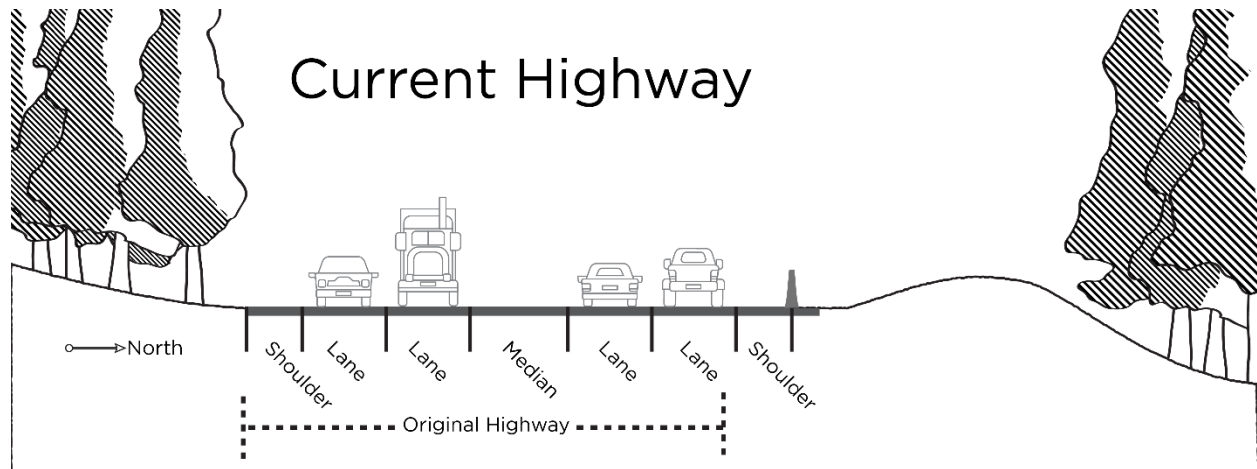 Current Highway
North
Shoulder
Lane
Lane
Median
Lane
Lane
Shoulder
Original Highway